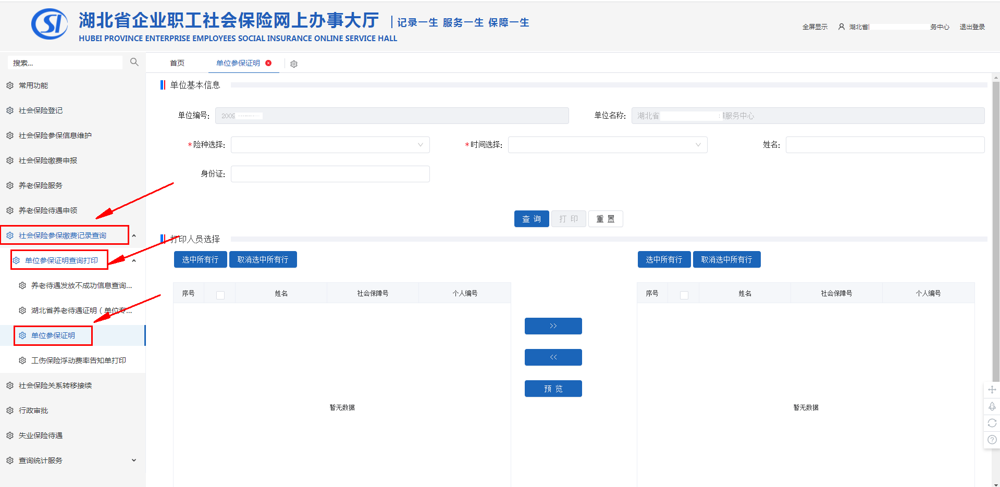 湖北省企业职工社会保险网上办事大厅 | 记录一生 服务一生 保障一生
HUBEI PROVINCE ENTERPRISE EMPLOYEES SOCIAL INSURANCE ONLINE SERVICE HALL
全屏显示 湖北省 务中心 退出登录
搜索...
常用功能
社会保险登记
社会保险参保信息维护
社会保险缴费申报
养老保险服务
养老保险待遇申领
社会保险参保缴费记录查询
单位参保证明查询打印
养老待遇发放不成功信息查询...
湖北省养老待遇证明（单位专...
单位参保证明
工伤保险浮动费率告知单打印
社会保险关系转移接续
行政审批
失业保险待遇
查询统计服务
首页 单位参保证明
单位基本信息
单位编号: 2009 单位名称: 湖北省 服务中心
*险种选择: *时间选择: 姓名:
身份证:
查 询 打 印 重 置
打印人员选择
选中所有行 取消选中所有行 选中所有行 取消选中所有行
序号 姓名 社会保障号 个人编号 序号 姓名 社会保障号 个人编号
>>
<<
预 览
暂无数据 暂无数据